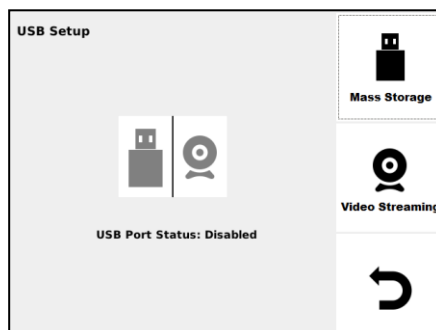 USB Setup
Mass Storage
USB Port Status: Disabled
Video Streaming